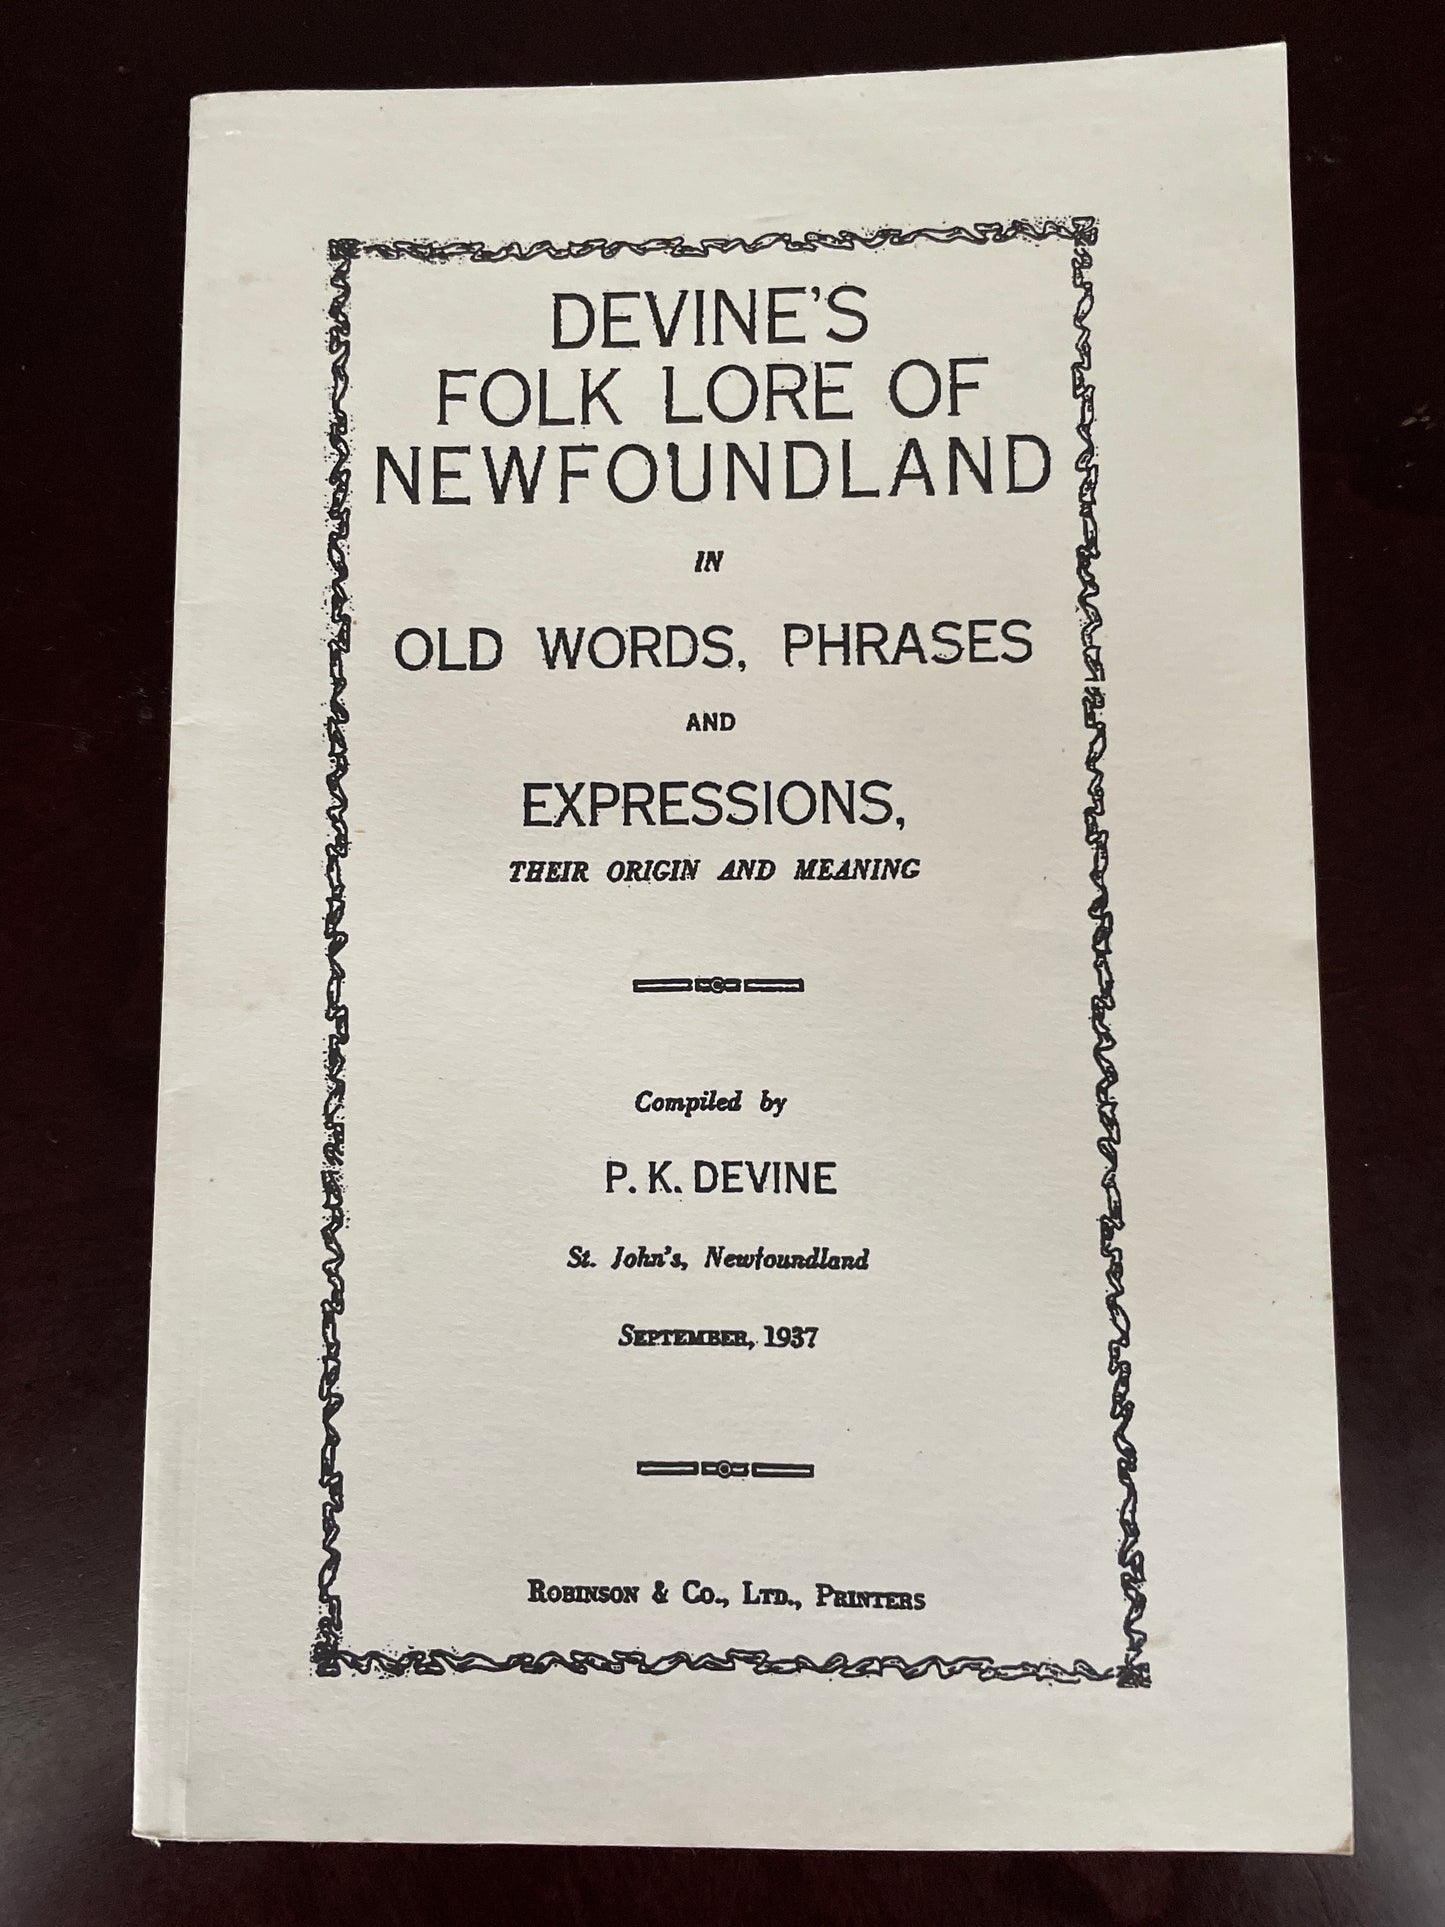 DEVINE'S
FOLK LORE OF
NEWFOUNDLAND
IN
OLD WORDS, PHRASES
AND
EXPRESSIONS,
THEIR ORIGIN AND MEANING
Compiled by
P. K. DEVINE
St. John's, Newfoundland
SEPTEMBER, 1937
ROBINSON & CO., LTD., PRINTERS